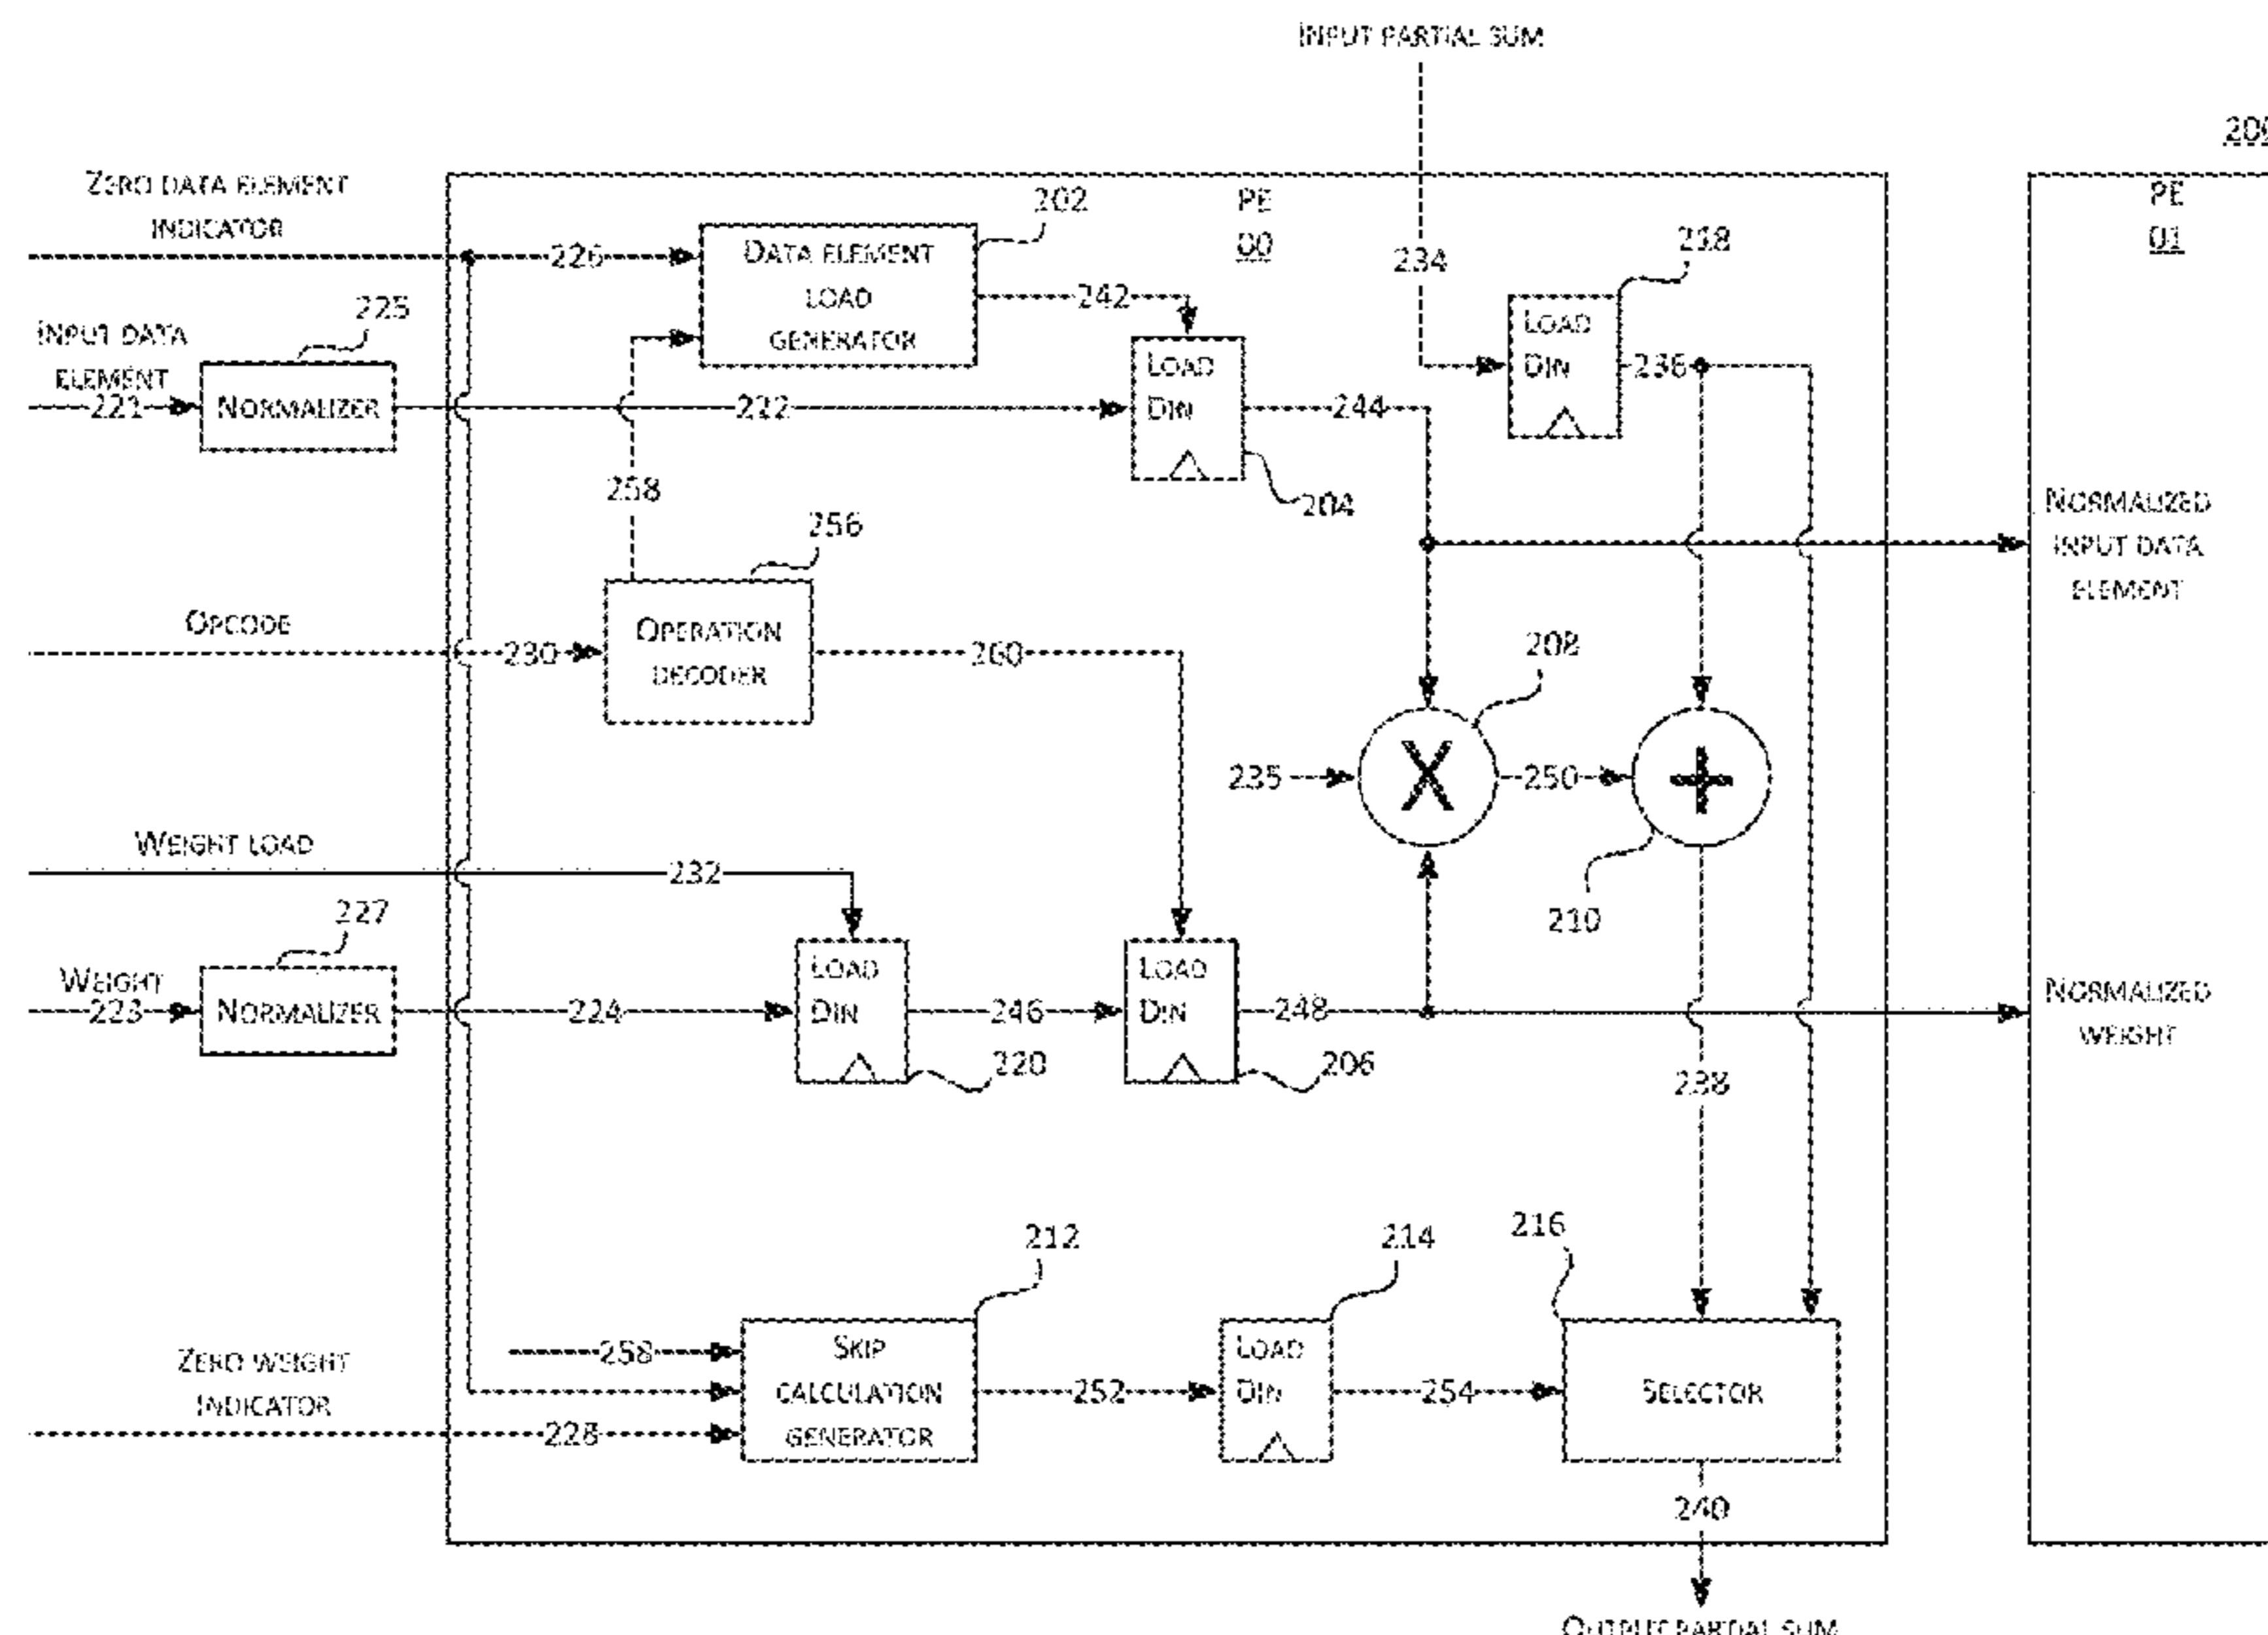 INPUT PARTIAL SUM
200
ZERO DATA ELEMENT
INDICATOR
226
DATA ELEMENT
LOAD
GENERATOR
202
PE
00
234
218
PE
01
INPUT DATA
ELEMENT
221
225
NORMALIZER
222
242
LOAD
DIN
244
204
LOAD
DIN
236
258
256
NORMALIZED
INPUT DATA
ELEMENT
OPCODE
230
OPERATION
DECODER
260
208
235
X
250
+
210
WEIGHT LOAD
232
227
WEIGHT
223
NORMALIZER
224
LOAD
DIN
220
246
LOAD
DIN
206
248
NORMALIZED
WEIGHT
238
212
214
216
258
SKIP
CALCULATION
GENERATOR
252
LOAD
DIN
254
SELECTOR
ZERO WEIGHT
INDICATOR
228
240
OUTPUT PARTIAL SUM